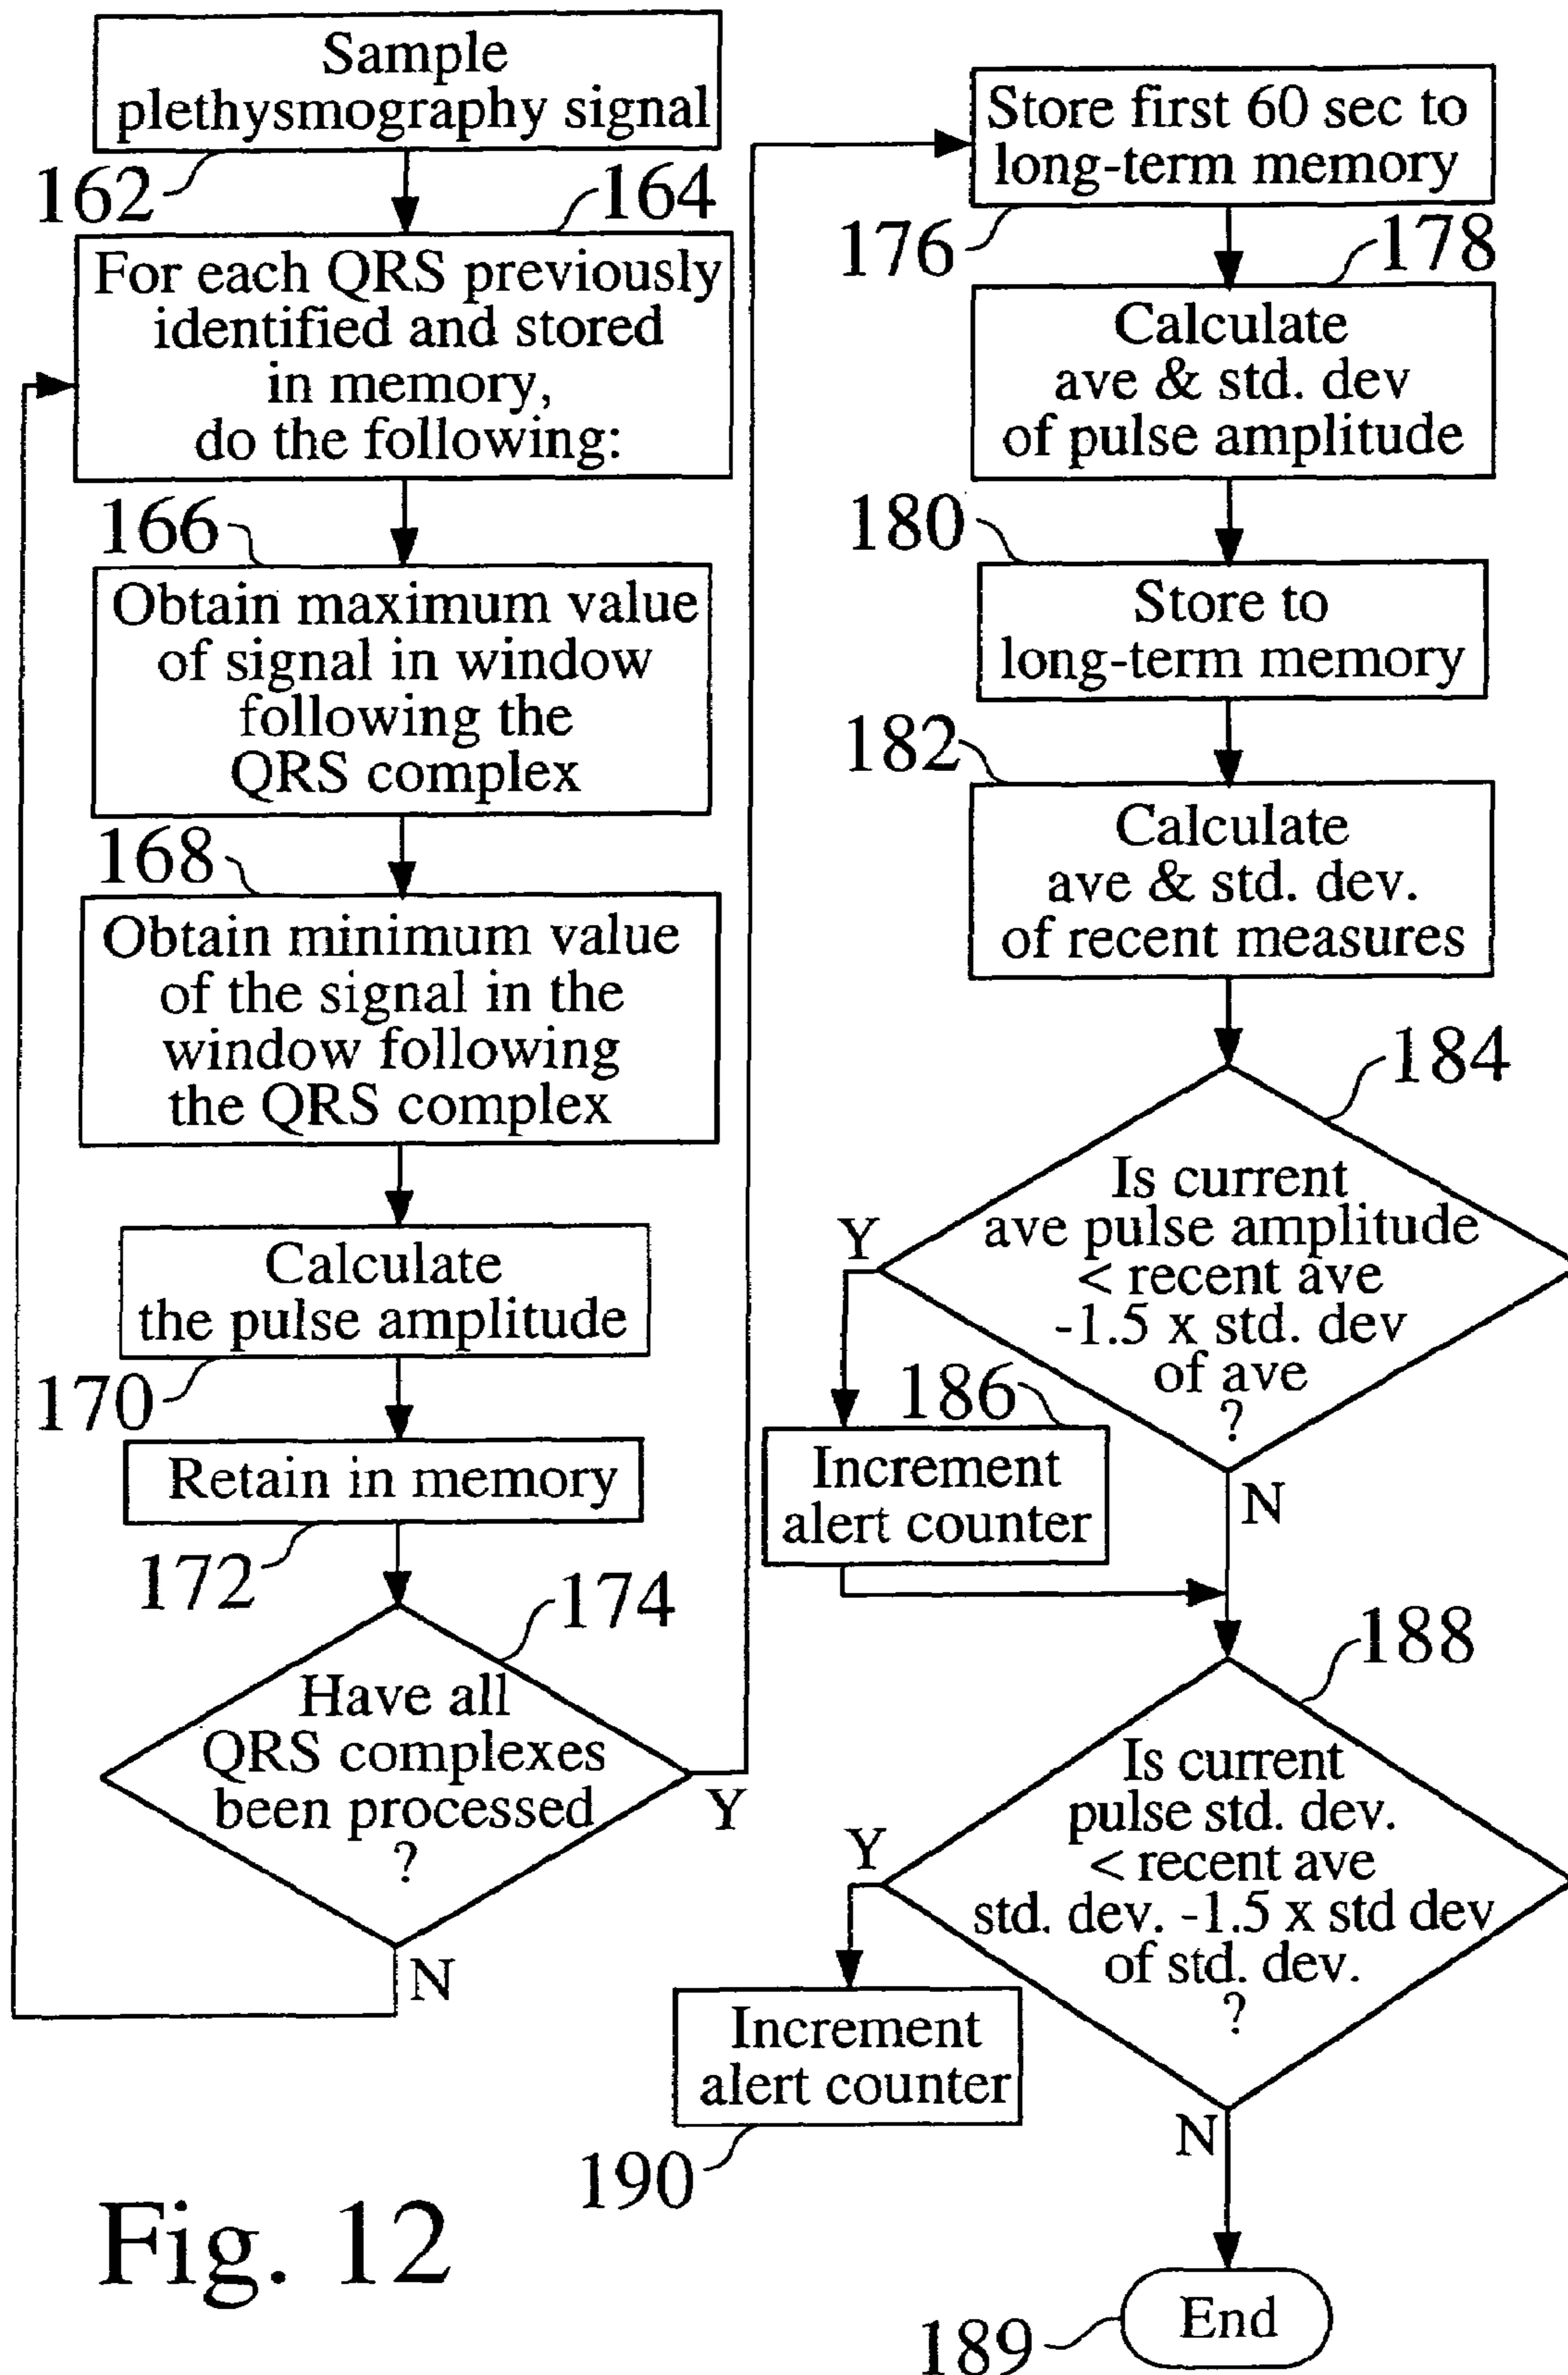 Sample
plethysmography signal
162
164
For each QRS previously
identified and stored
in memory,
do the following:
166
Obtain maximum value
of signal in window
following the
QRS complex
168
Obtain minimum value
of the signal in the
window following
the QRS complex
Calculate
the pulse amplitude
170
Retain in memory
172
174
Have all
QRS complexes
been processed
?
Y
N
Store first 60 sec to
long-term memory
176
178
Calculate
ave & std. dev
of pulse amplitude
180
Store to
long-term memory
182
Calculate
ave & std. dev.
of recent measures
184
Is current
ave pulse amplitude
< recent ave
-1.5 x std. dev
of ave
?
Y
N
186
Increment
alert counter
188
Is current
pulse std. dev.
< recent ave
std. dev. -1.5 x std dev
of std. dev.
?
Y
N
Increment
alert counter
190
End
189
Fig. 12